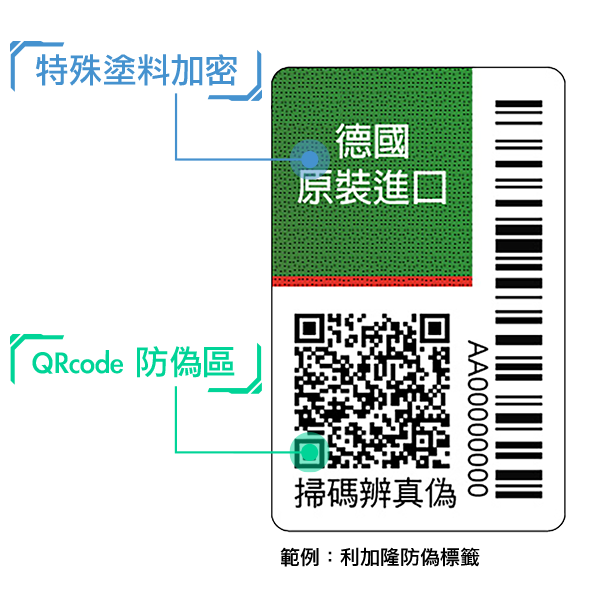 特殊塗料加密
德國
原裝進口
QRcode 防偽區
AA00000000
掃碼辨真偽
範例：利加隆防偽標籤